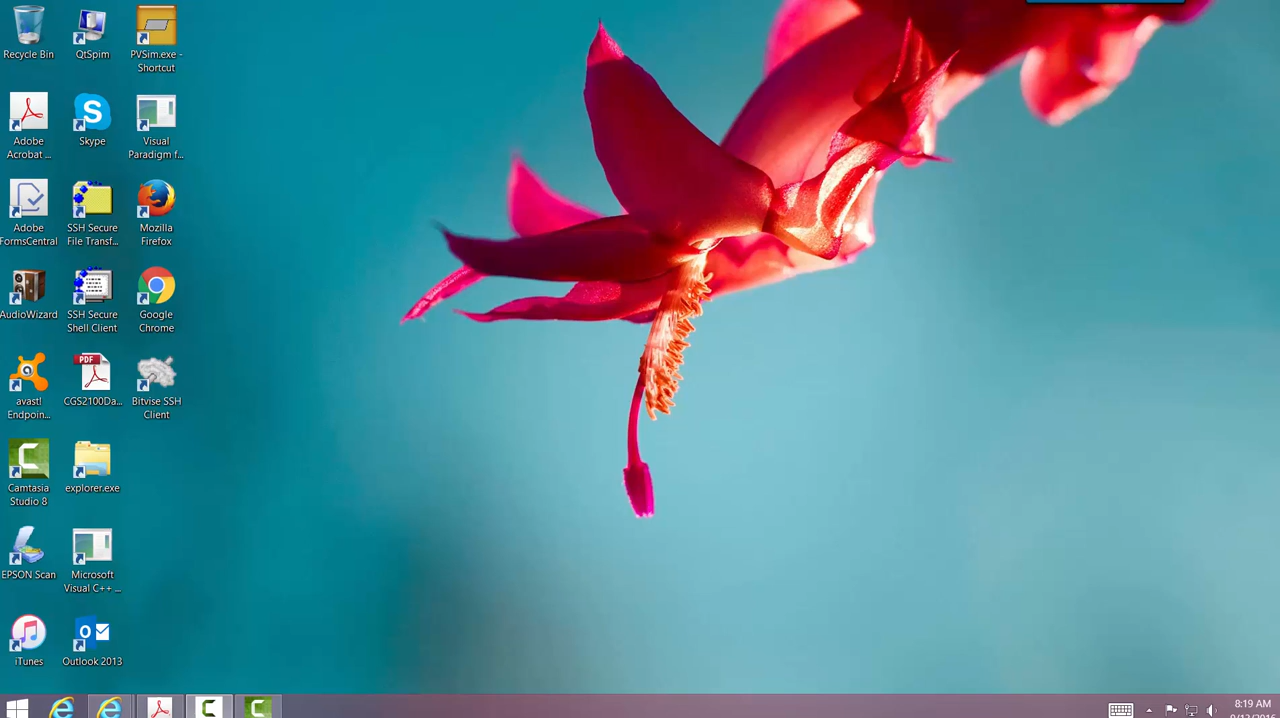 Recycle Bin
QtSpim
PVSim.exe -
Shortcut
Adobe
Acrobat ...
Skype
Visual
Paradigm f...
Adobe
FormsCentral
SSH Secure
File Transf...
Mozilla
Firefox
AudioWizard
SSH Secure
Shell Client
Google
Chrome
avast!
Endpoin...
PDF
CGS2100Da...
Bitvise SSH
Client
Camtasia
Studio 8
explorer.exe
EPSON Scan
Microsoft
Visual C++ ...
iTunes
Outlook 2013
8:19 AM